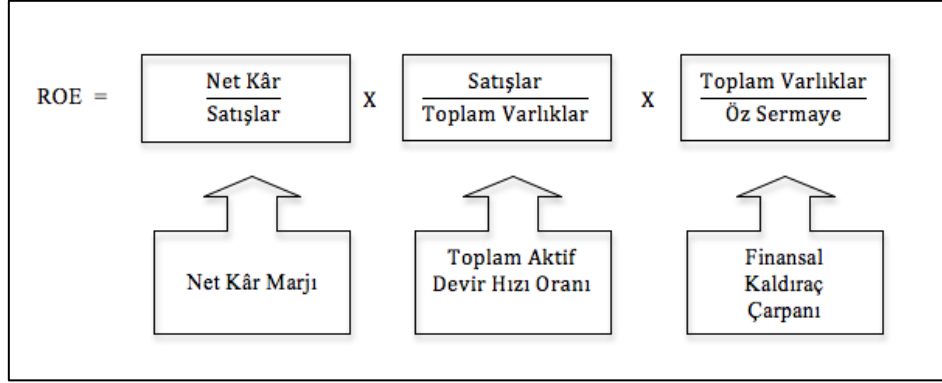 ROE =
Net Kâr
Satışlar
X
Satışlar
Toplam Varlıklar
X
Toplam Varlıklar
Öz Sermaye
Net Kâr Marjı
Toplam Aktif
Devir Hızı Oranı
Finansal
Kaldıraç
Çarpanı